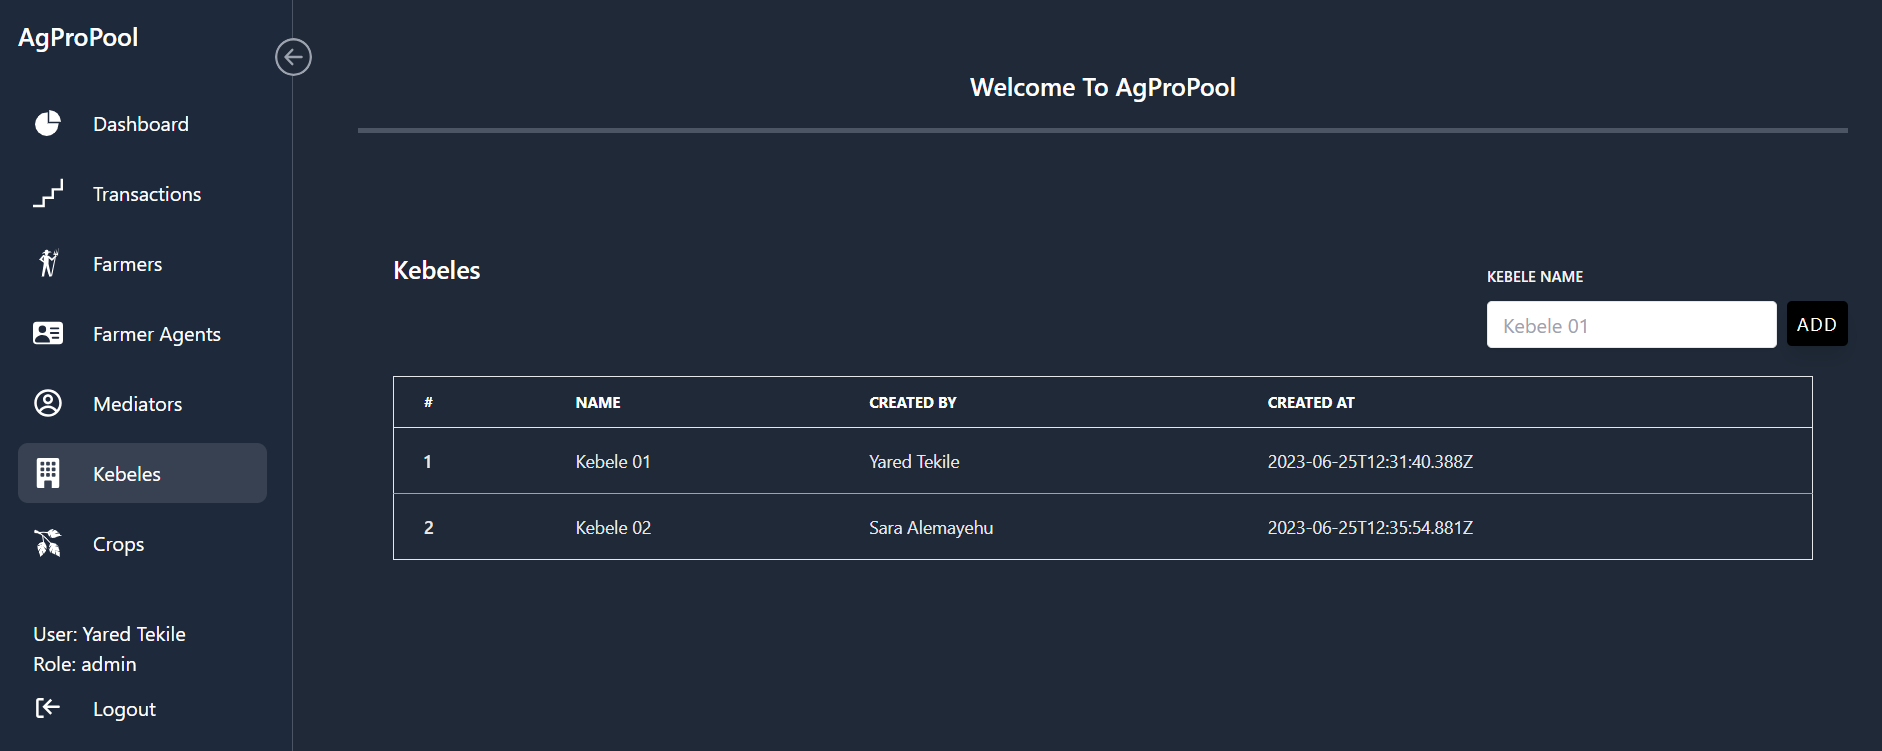 AgProPool
Dashboard
Transactions
Farmers
Farmer Agents
Mediators
Kebeles
Crops
User: Yared Tekile
Role: admin
Logout
Welcome To AgProPool
Kebeles
KEBELE NAME
Kebele 01
ADD
# NAME CREATED BY CREATED AT
1 Kebele 01 Yared Tekile 2023-06-25T12:31:40.388Z
2 Kebele 02 Sara Alemayehu 2023-06-25T12:35:54.881Z